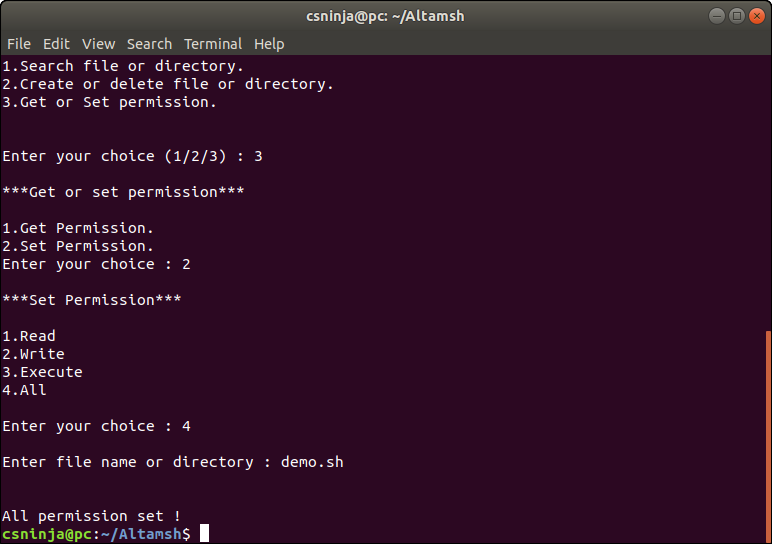 csninja@pc: ~/Altamsh
File Edit View Search Terminal Help
1.Search file or directory.
2.Create or delete file or directory.
3.Get or Set permission.
Enter your choice (1/2/3) : 3
***Get or set permission***
1.Get Permission.
2.Set Permission.
Enter your choice : 2
***Set Permission***
1.Read
2.Write
3.Execute
4.All
Enter your choice : 4
Enter file name or directory : demo.sh
All permission set !
csninja@pc:~/Altamsh$